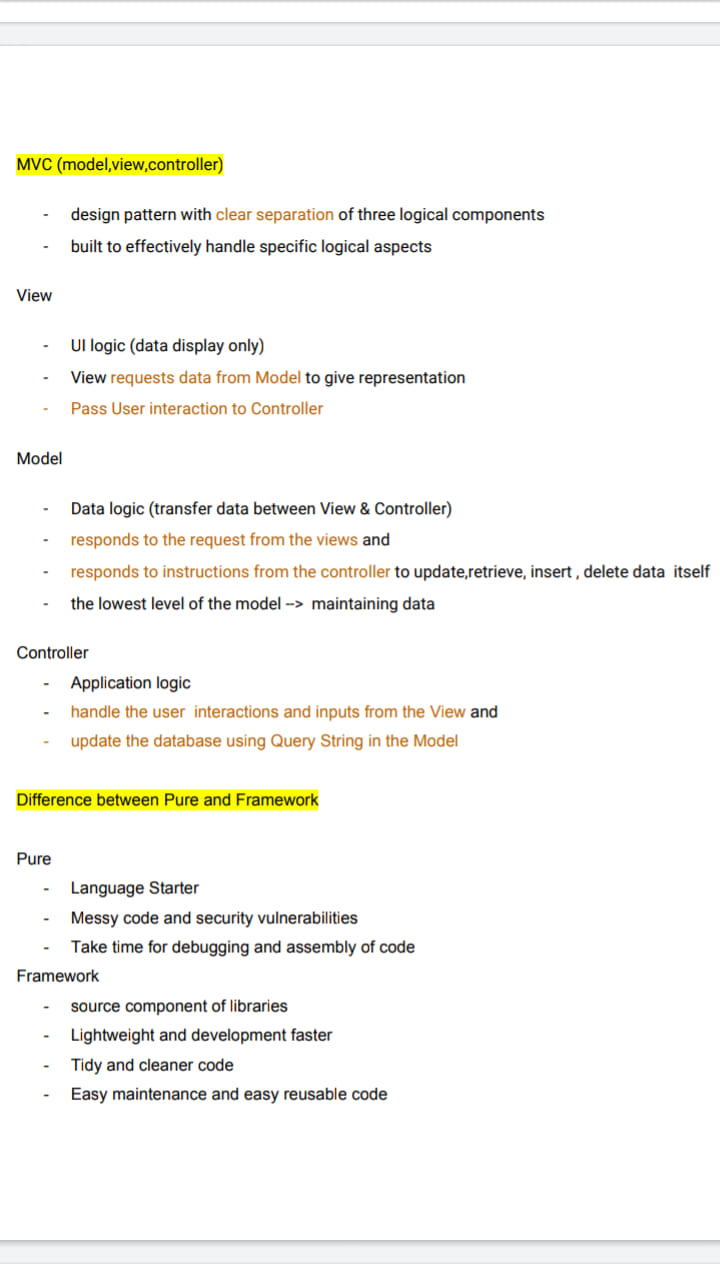 MVC (model,view,controller)
- design pattern with clear separation of three logical components
- built to effectively handle specific logical aspects
View
- UI logic (data display only)
- View requests data from Model to give representation
- Pass User interaction to Controller
Model
- Data logic (transfer data between View & Controller)
- responds to the request from the views and
- responds to instructions from the controller to update,retrieve, insert , delete data  itself
- the lowest level of the model -->  maintaining data
Controller
- Application logic
- handle the user  interactions and inputs from the View and
- update the database using Query String in the Model
Difference between Pure and Framework
Pure
- Language Starter
- Messy code and security vulnerabilities
- Take time for debugging and assembly of code
Framework
- source component of libraries
- Lightweight and development faster
- Tidy and cleaner code
- Easy maintenance and easy reusable code